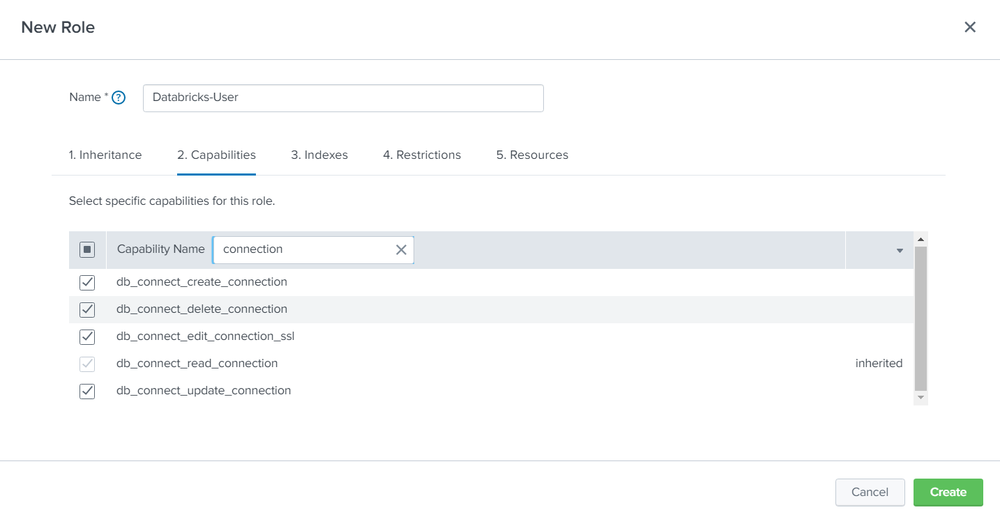 New Role
Name * ? Databricks-User
1. Inheritance 2. Capabilities 3. Indexes 4. Restrictions 5. Resources
Select specific capabilities for this role.
Capability Name connection
db_connect_create_connection
db_connect_delete_connection
db_connect_edit_connection_ssl
db_connect_read_connection inherited
db_connect_update_connection
Cancel Create